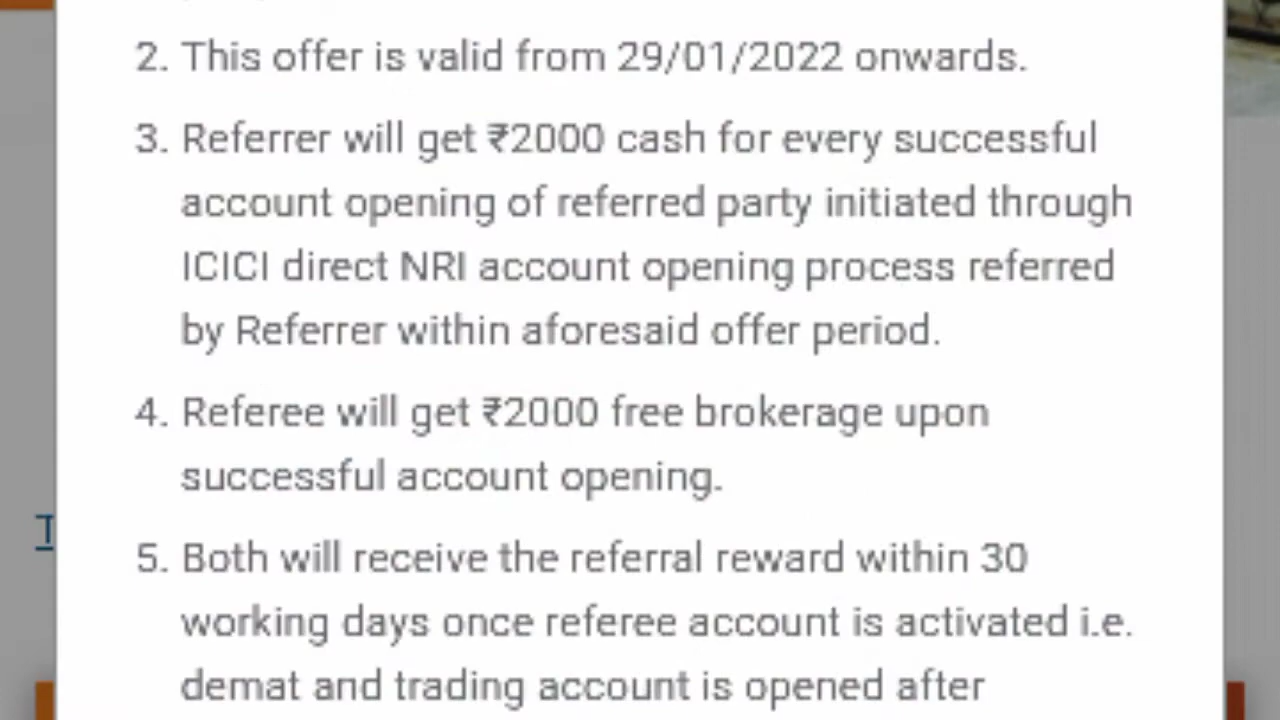 2. This offer is valid from 29/01/2022 onwards.
3. Referrer will get ₹2000 cash for every successful
account opening of referred party initiated through
ICICI direct NRI account opening process referred
by Referrer within aforesaid offer period.
4. Referee will get ₹2000 free brokerage upon
successful account opening.
T
5. Both will receive the referral reward within 30
working days once referee account is activated i.e.
demat and trading account is opened after